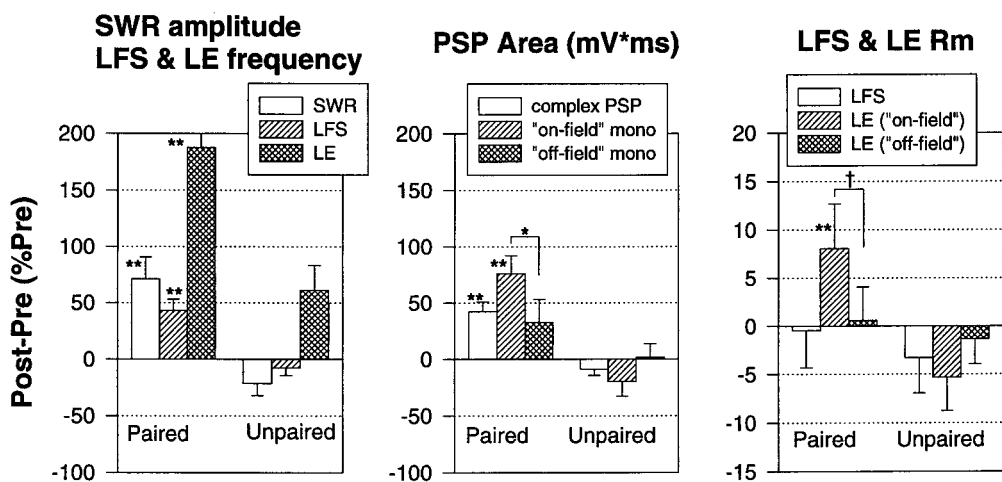 SWR amplitude
LFS & LE frequency
SWR
LFS
LE
Post-Pre (%Pre)
200
150
100
50
0
-50
-100
**
**
**
Paired
Unpaired
PSP Area (mV*ms)
complex PSP
"on-field" mono
"off-field" mono
200
150
100
50
0
-50
-100
**
**
*
Paired
Unpaired
LFS & LE Rm
LFS
LE ("on-field")
LE ("off-field")
20
15
10
5
0
-5
-10
-15
**
†
Paired
Unpaired